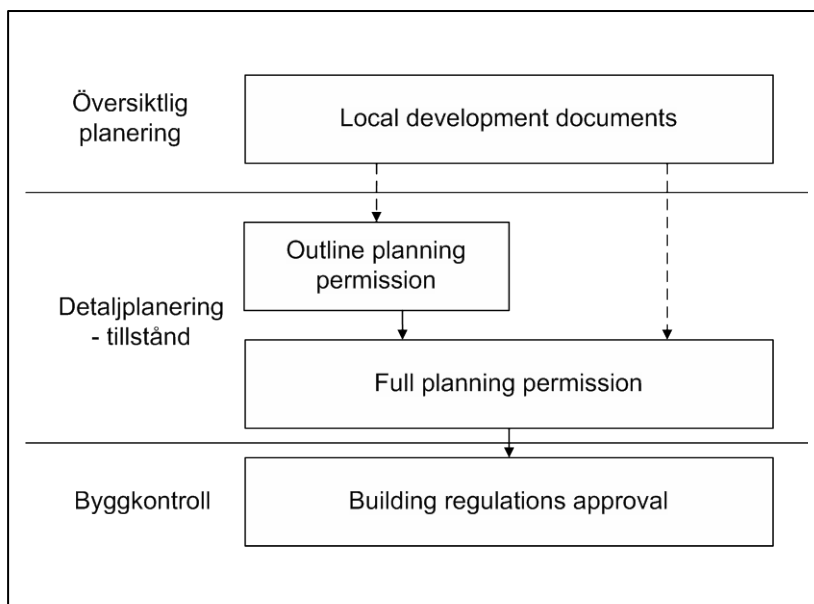 Översiktlig
planering
Local development documents
Outline planning
permission
Detaljplanering
- tillstånd
Full planning permission
Byggkontroll
Building regulations approval